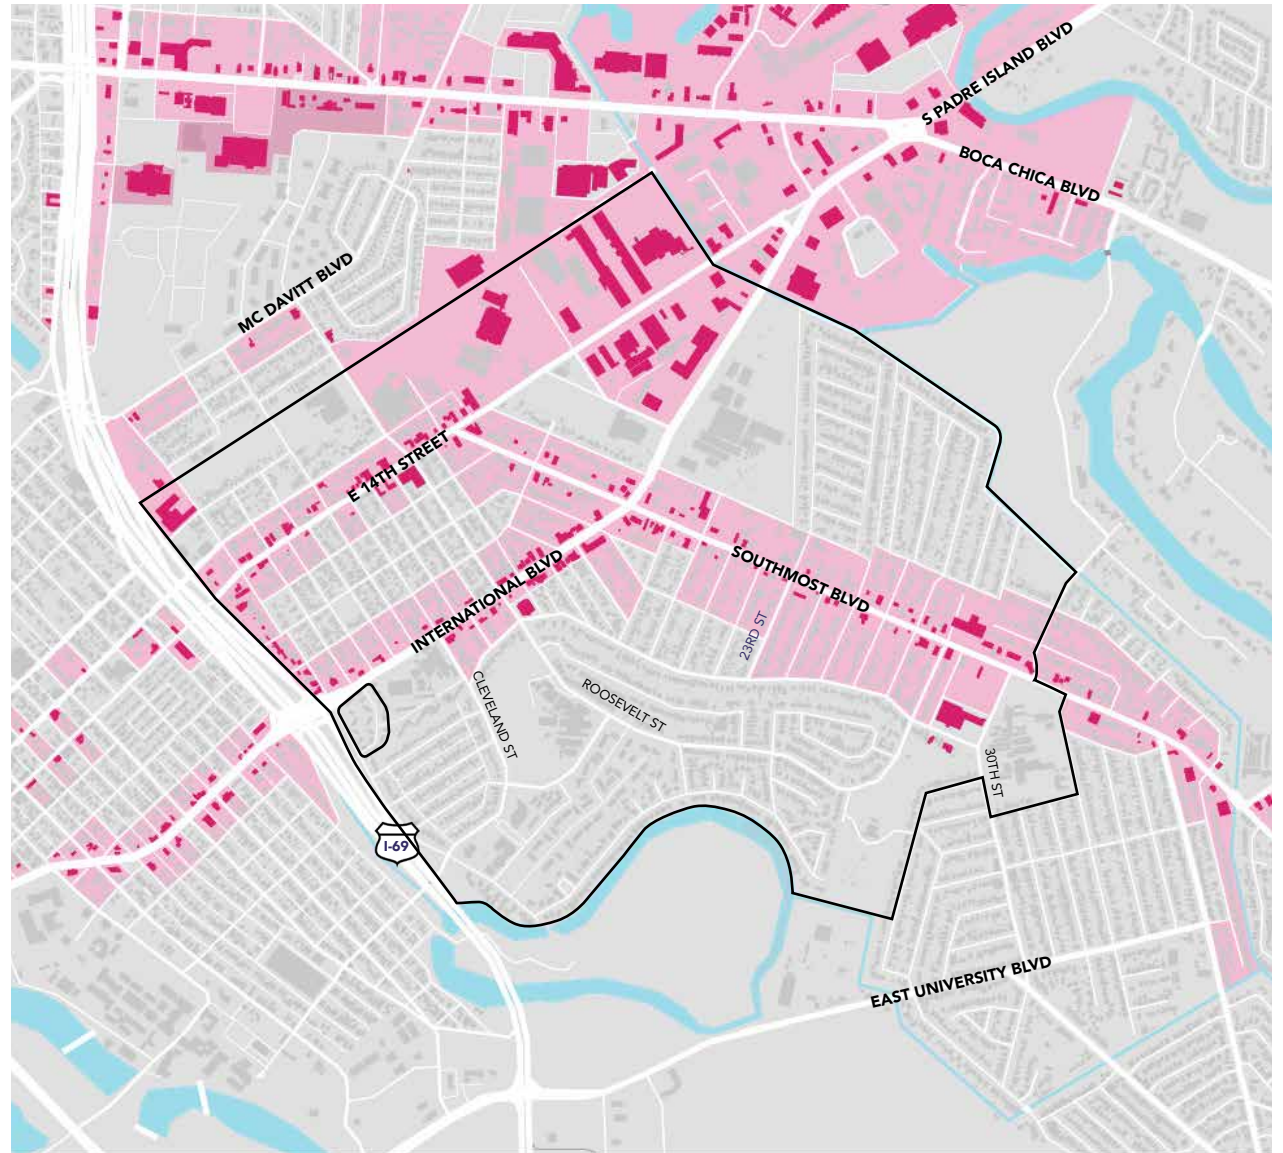 S PADRE ISLAND BLVD
BOCA CHICA BLVD
MC DAVITT BLVD
E 14TH STREET
INTERNATIONAL BLVD
SOUTHMOST BLVD
23RD ST
CLEVELAND ST
ROOSEVELT ST
30TH ST
I-69
EAST UNIVERSITY BLVD